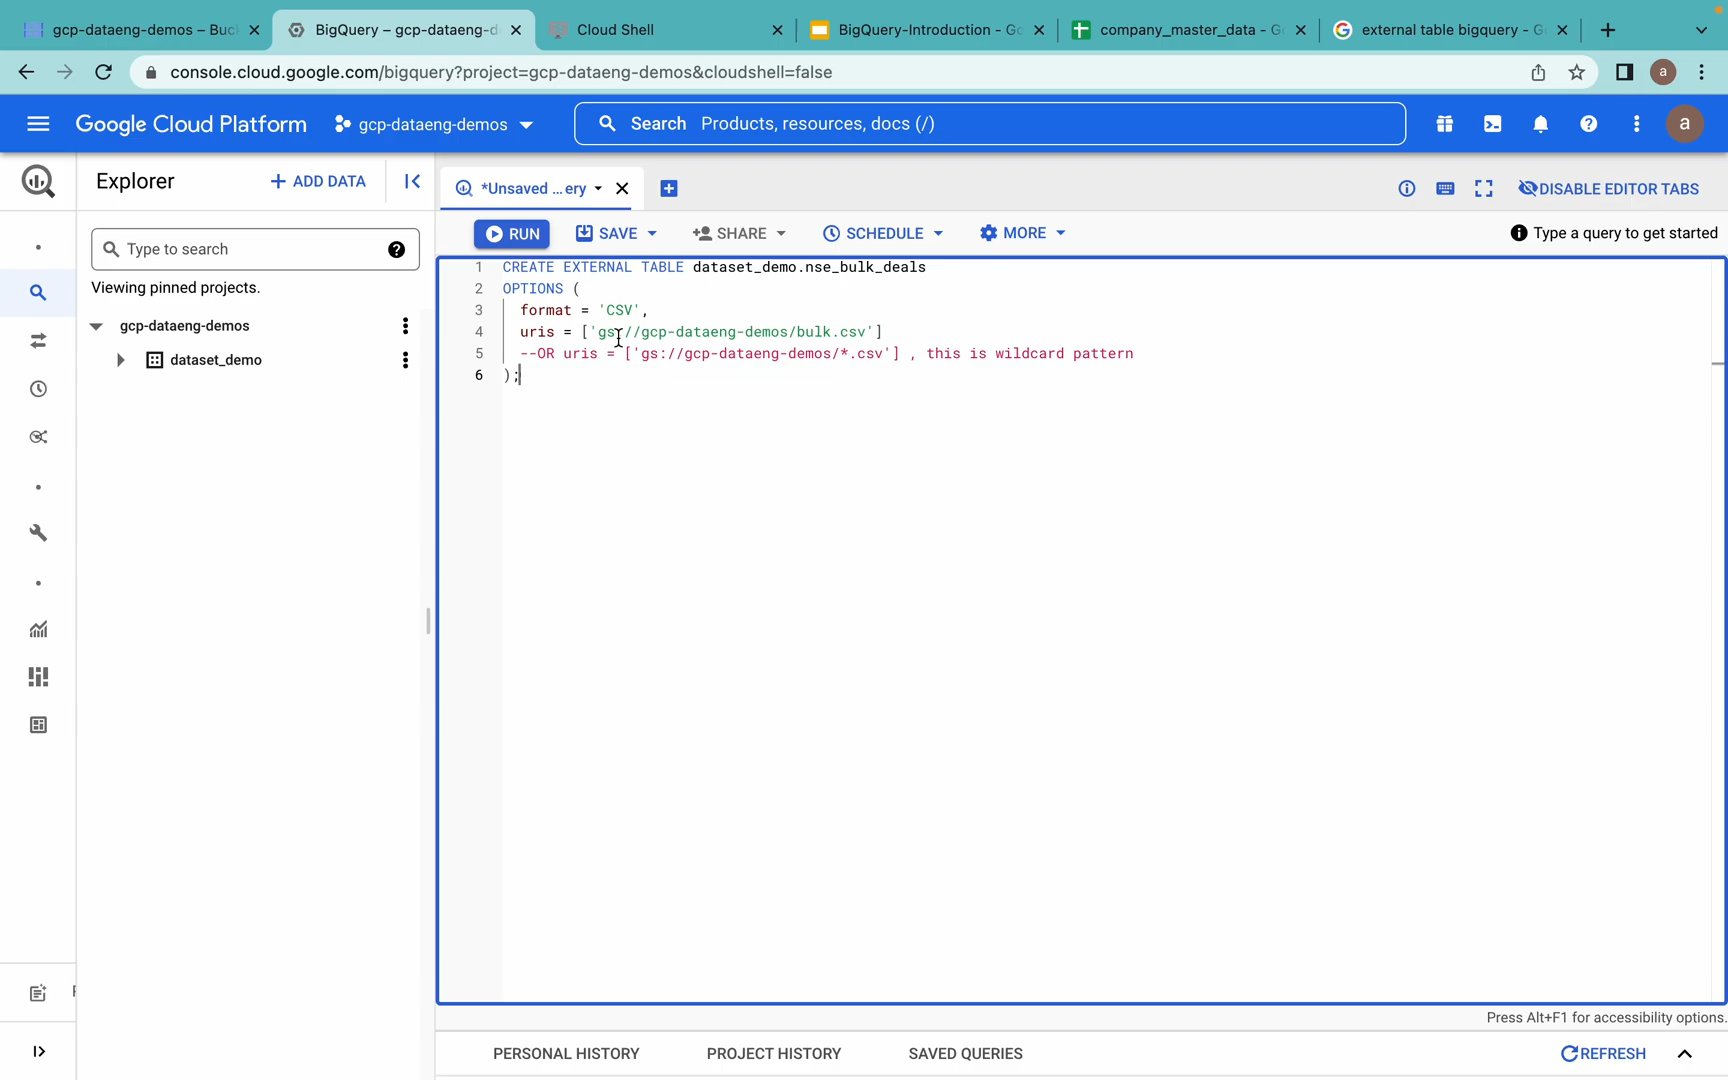 gcp-dataeng-demos – Buc
BigQuery – gcp-dataeng-d
Cloud Shell
BigQuery-Introduction - Go
company_master_data - G
external table bigquery - G
console.cloud.google.com/bigquery?project=gcp-dataeng-demos&cloudshell=false
a
Google Cloud Platform
gcp-dataeng-demos
Search Products, resources, docs (/)
a
Explorer
+ ADD DATA
*Unsaved ...ery
DISABLE EDITOR TABS
RUN
SAVE
SHARE
SCHEDULE
MORE
Type a query to get started
Type to search
Viewing pinned projects.
gcp-dataeng-demos
dataset_demo
1 CREATE EXTERNAL TABLE dataset_demo.nse_bulk_deals
2 OPTIONS (
3 format = 'CSV',
4 uris = ['gs://gcp-dataeng-demos/bulk.csv']
5 --OR uris = ['gs://gcp-dataeng-demos/*.csv'] , this is wildcard pattern
6 );
Press Alt+F1 for accessibility options.
PERSONAL HISTORY
PROJECT HISTORY
SAVED QUERIES
REFRESH